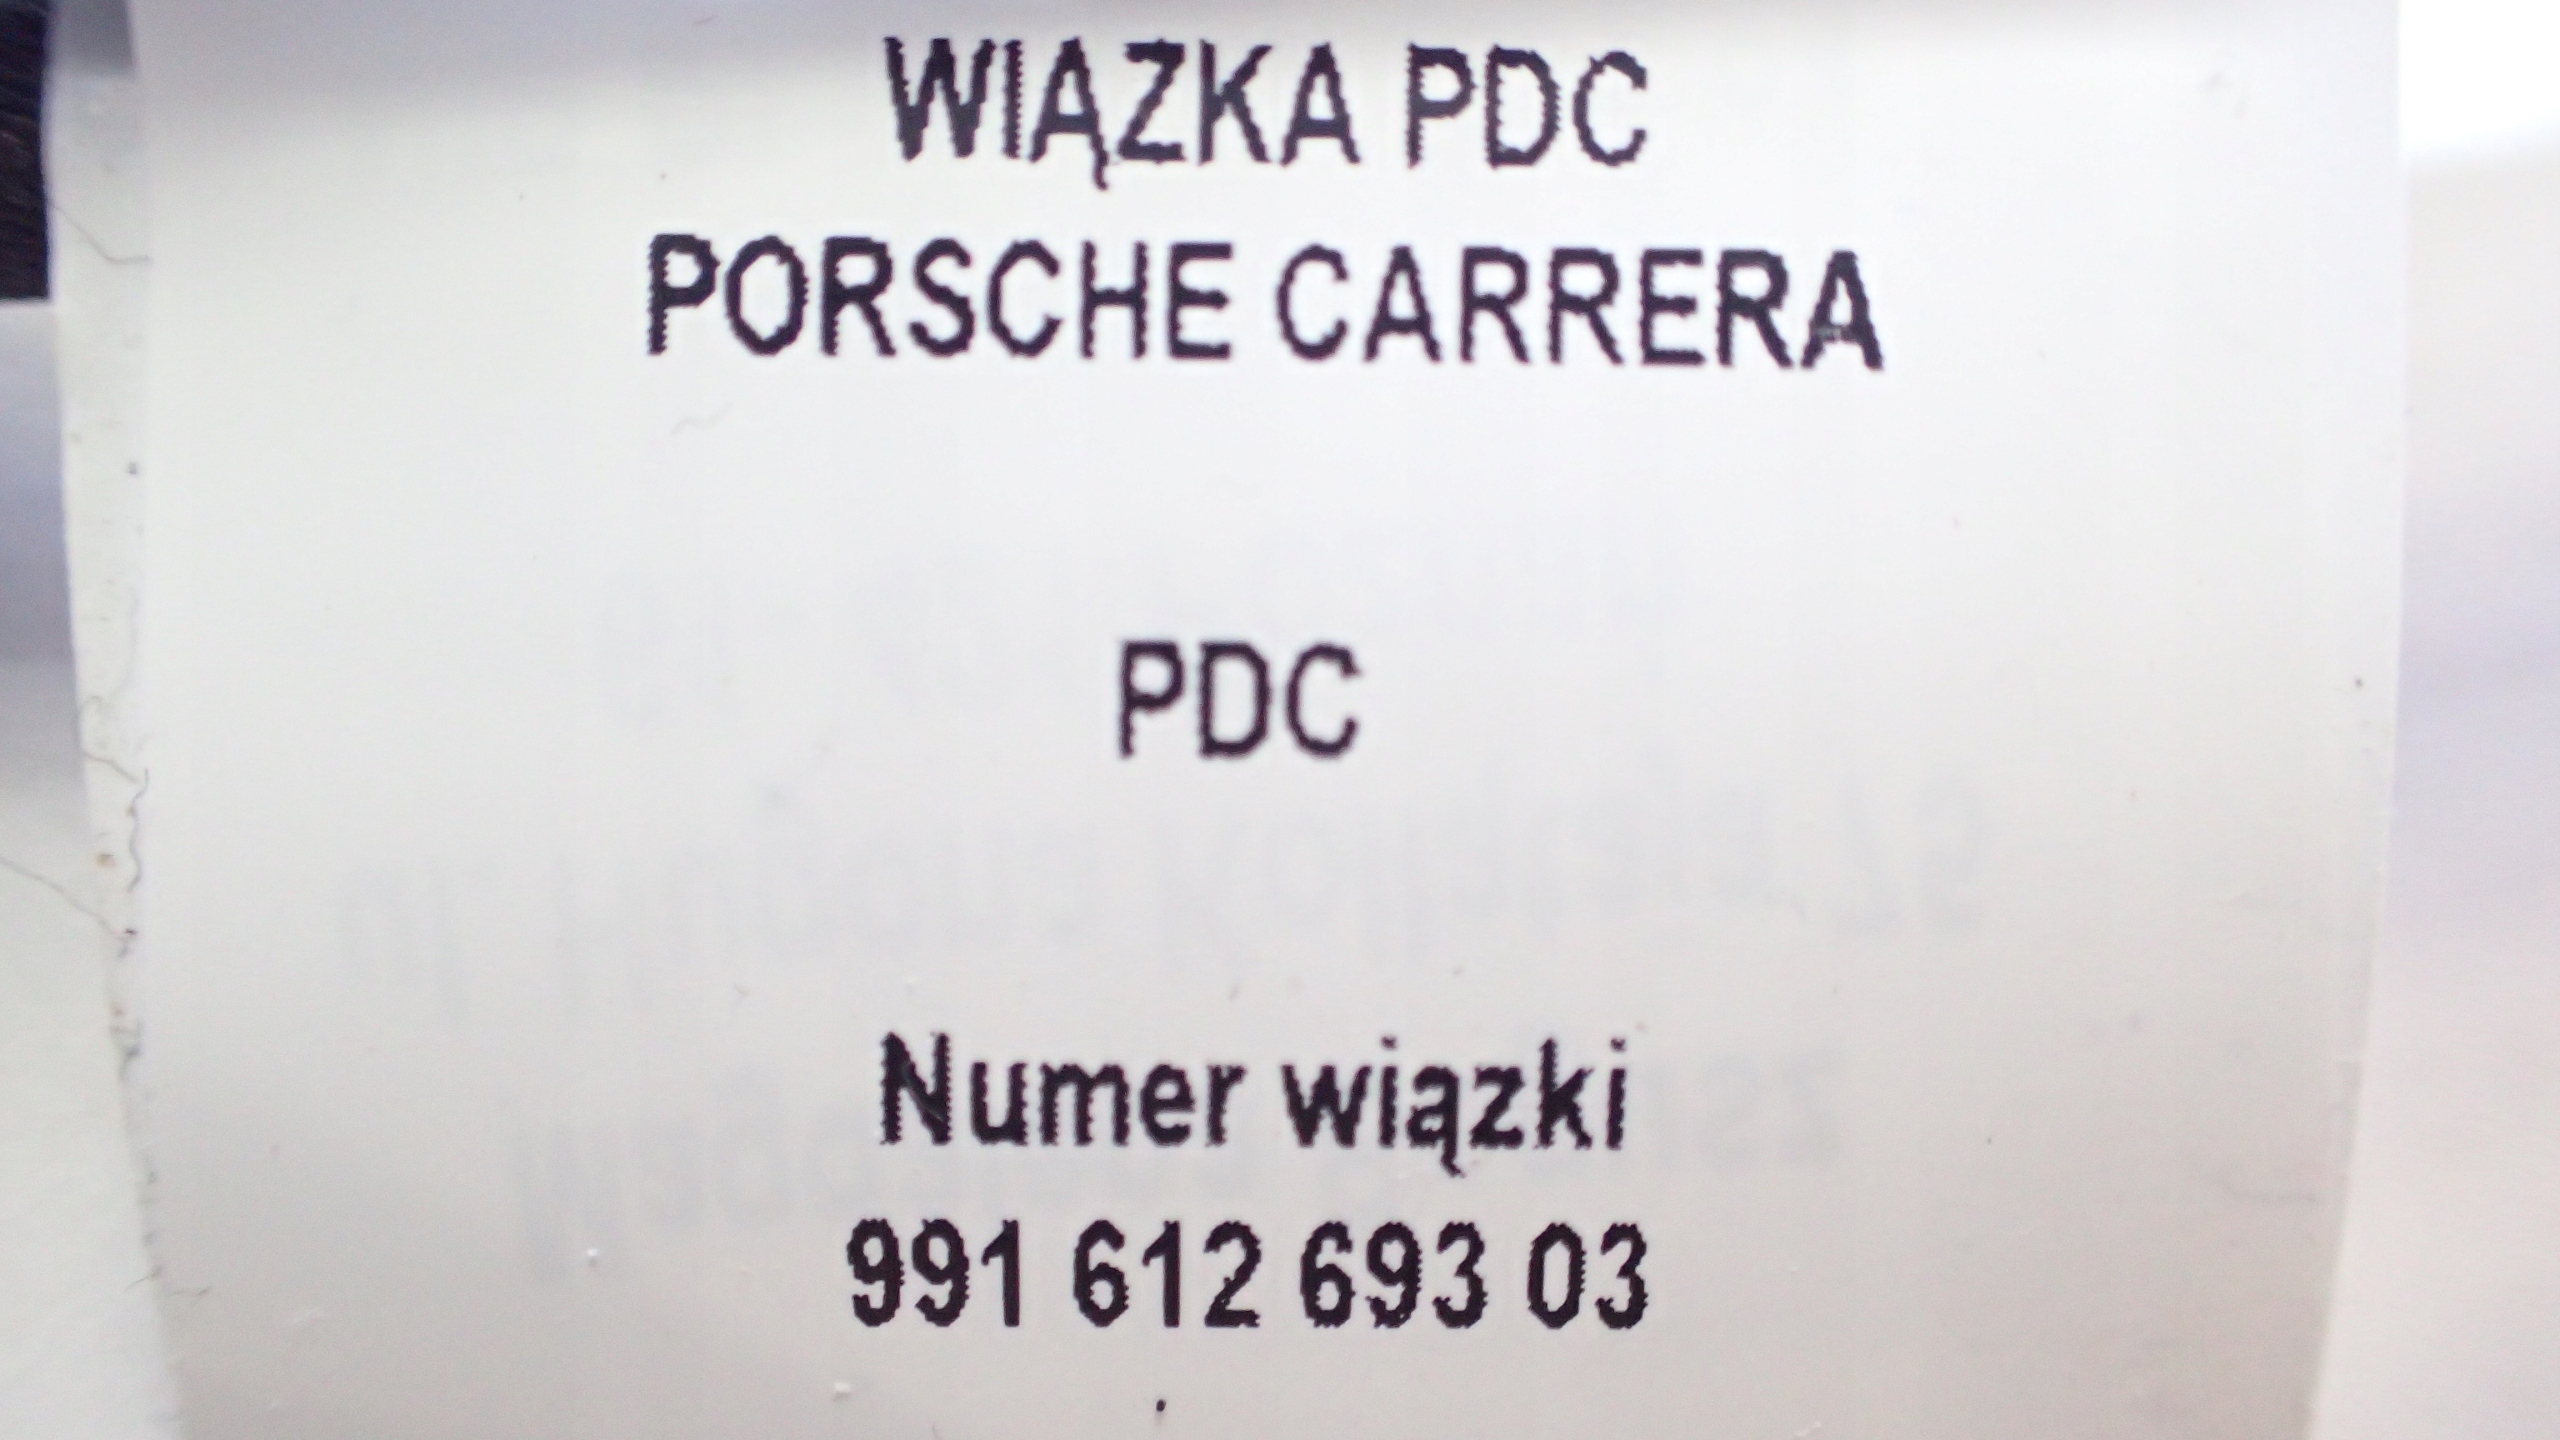 WIĄZKA PDC
PORSCHE CARRERA
PDC
Numer wiązki
991 612 693 03